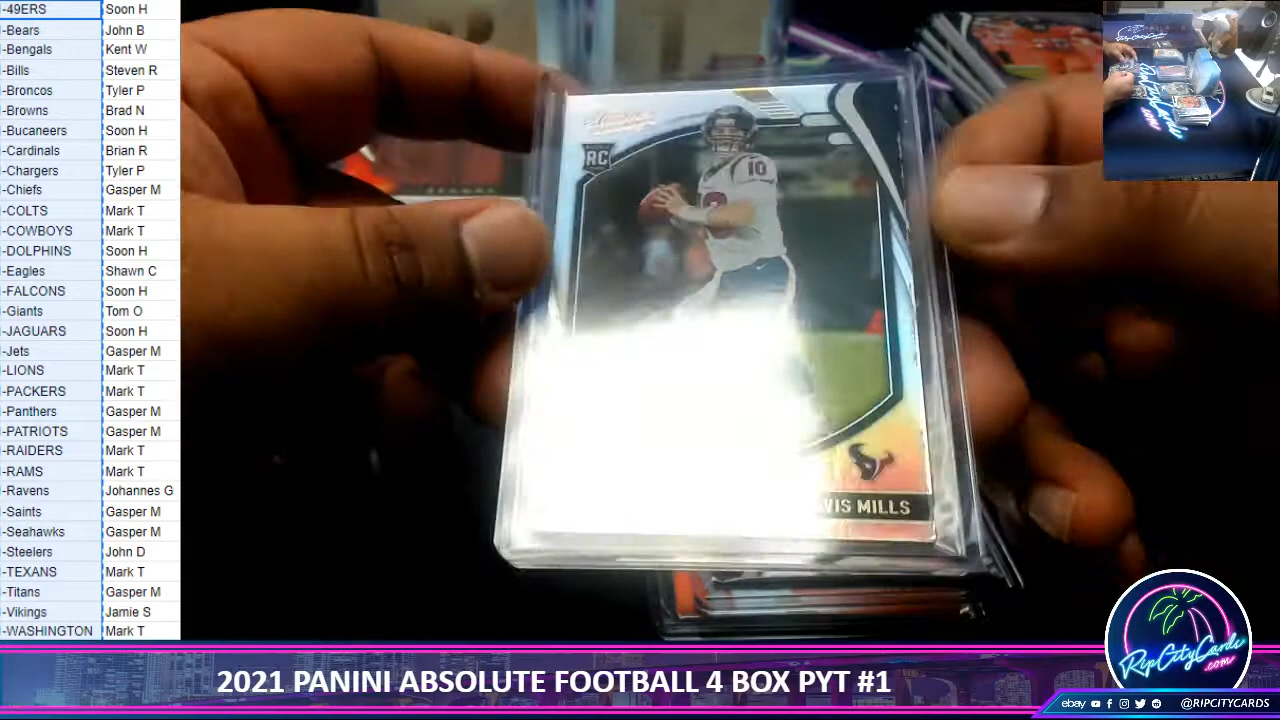 -49ERS Soon H
-Bears John B
-Bengals Kent W
-Bills Steven R
-Broncos Tyler P
-Browns Brad N
-Bucaneers Soon H
-Cardinals Brian R
-Chargers Tyler P
-Chiefs Gasper M
-COLTS Mark T
-COWBOYS Mark T
-DOLPHINS Soon H
-Eagles Shawn C
-FALCONS Soon H
-Giants Tom O
-JAGUARS Soon H
-Jets Gasper M
-LIONS Mark T
-PACKERS Mark T
-Panthers Gasper M
-PATRIOTS Gasper M
-RAIDERS Mark T
-RAMS Mark T
-Ravens Johannes G
-Saints Gasper M
-Seahawks Gasper M
-Steelers John D
-TEXANS Mark T
-Titans Gasper M
-Vikings Jamie S
-WASHINGTON Mark T
RC
10
VIS MILLS
RipCityCards
.com
2021 PANINI ABSOLUTE FOOTBALL 4 BOX PYT #1
ebay @RIPCITYCARDS